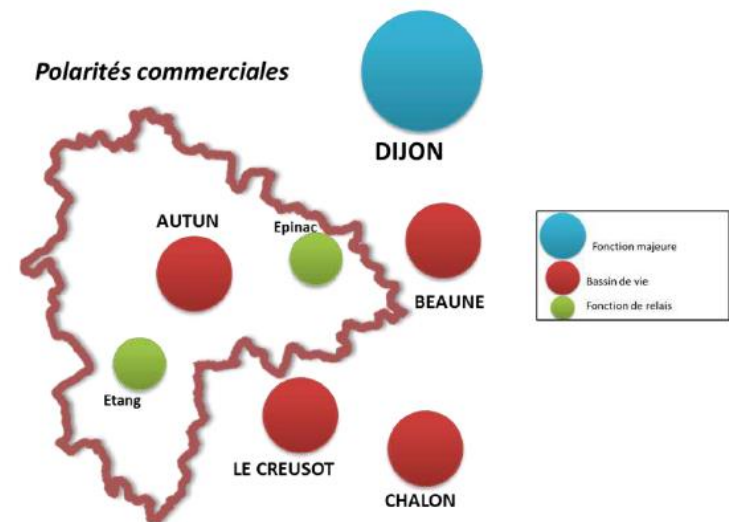 Polarités commerciales
DIJON
AUTUN
Epinac
BEAUNE
Etang
LE CREUSOT
CHALON
Fonction majeure
Bassin de vie
Fonction de relais